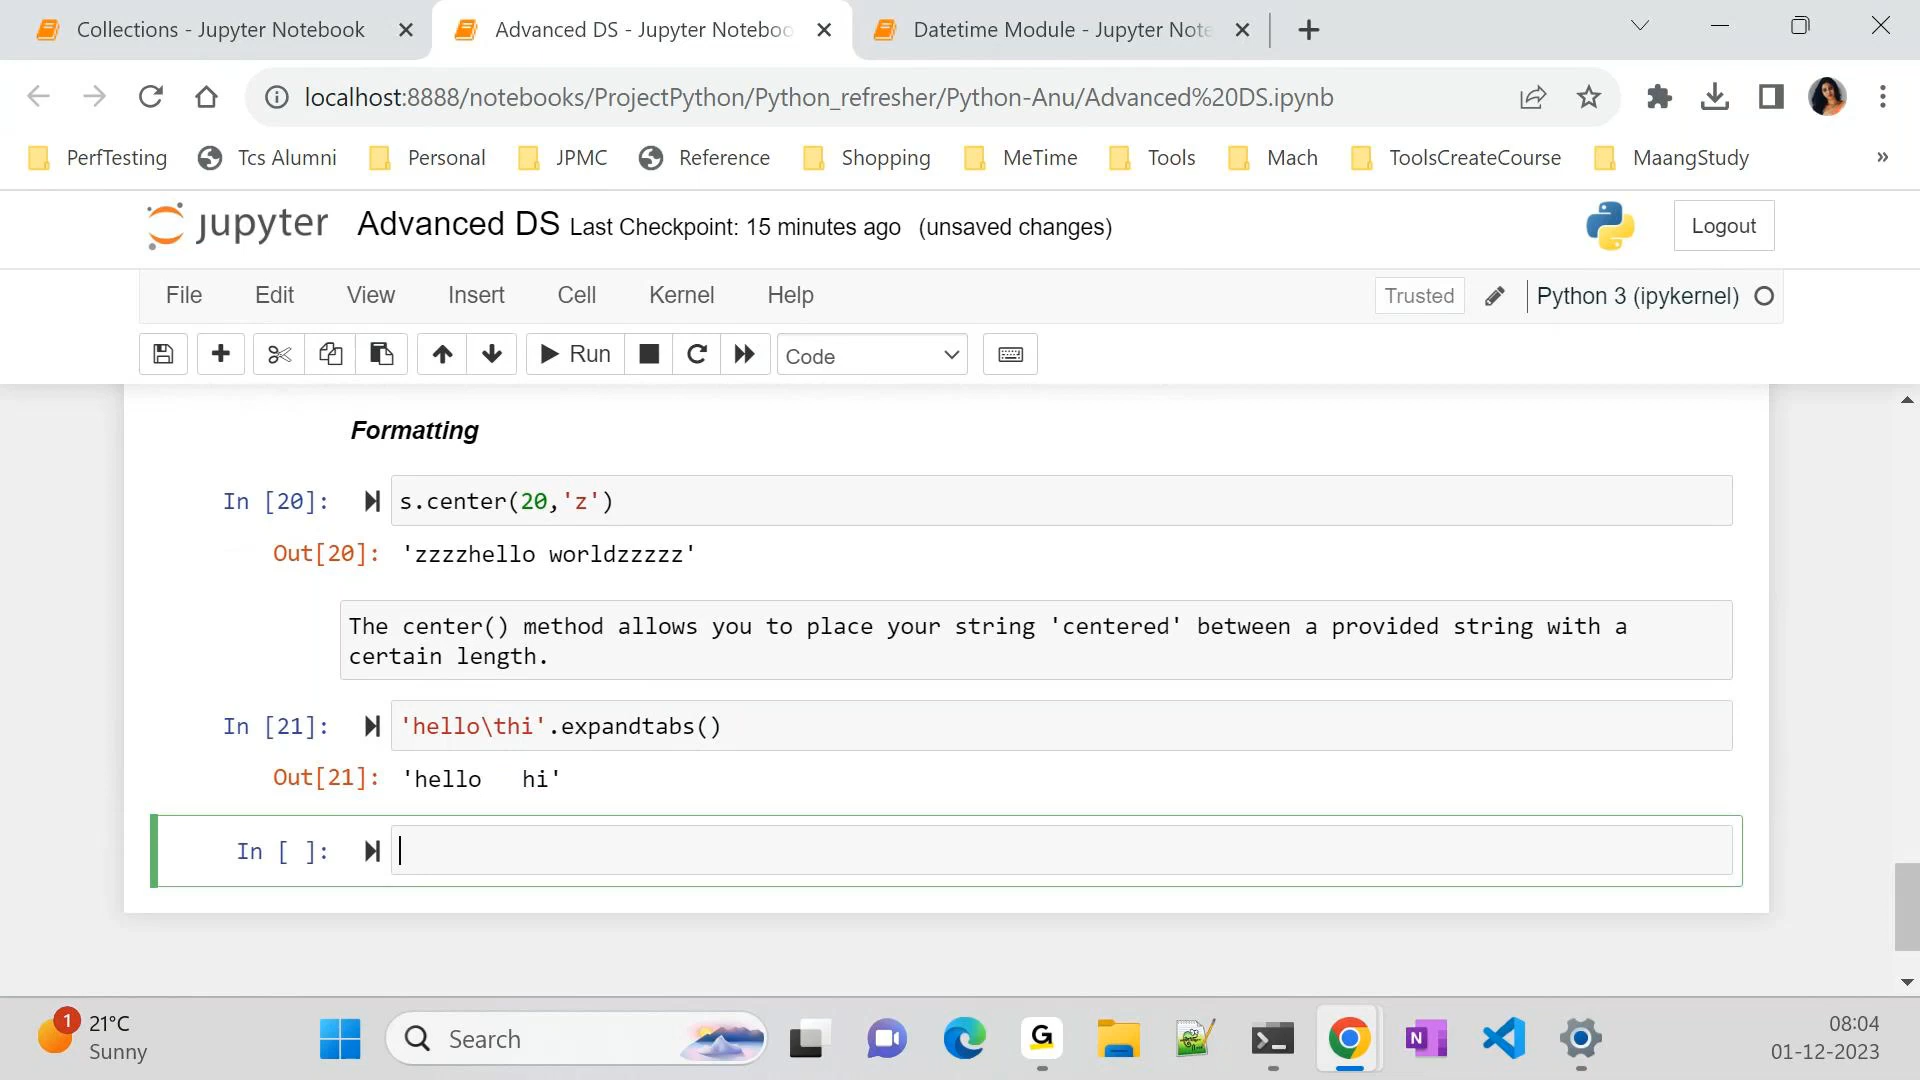 Collections - Jupyter Notebook
Advanced DS - Jupyter Noteboo
Datetime Module - Jupyter Note
localhost:8888/notebooks/ProjectPython/Python_refresher/Python-Anu/Advanced%20DS.ipynb
PerfTesting Tcs Alumni Personal JPMC Reference Shopping MeTime Tools Mach ToolsCreateCourse MaangStudy »
jupyter Advanced DS Last Checkpoint: 15 minutes ago (unsaved changes) Logout
File Edit View Insert Cell Kernel Help Trusted Python 3 (ipykernel)
Run Code
Formatting
In [20]: s.center(20,'z')
Out[20]: 'zzzzhello worldzzzzz'
The center() method allows you to place your string 'centered' between a provided string with a
certain length.
In [21]: 'hello\thi'.expandtabs()
Out[21]: 'hello   hi'
In [ ]:
1
21°C
Sunny
Search
G
N
08:04
01-12-2023